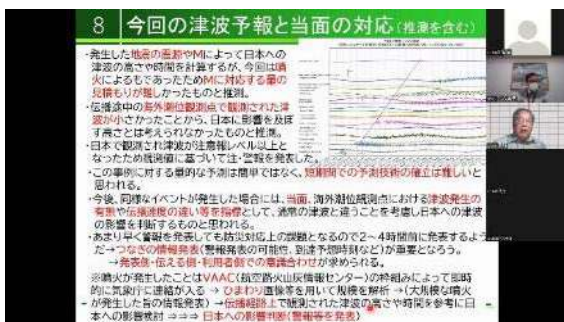 8 今回の津波予報と当面の対応(推測を含む)
・発生した地震の震源やMによって日本への
津波の高さや時間を計算するが、今回は噴
火によるものであったためMに対応する量の
見積もりが難しかったものと推測。
・伝播途中の海外潮位観測点で観測された津
波が小さかったことから、日本に影響を及ぼ
す高さとは考えられなかったものと推測。
・日本で観測され津波が注意報レベル以上と
なったため観測値に基づいて注・警報を発表した。
・この事例に対する量的な予測は簡単ではなく、短期間での予測技術の確立は難しいと
思われる。
・今後、同様なイベントが発生した場合には、当面、海外潮位観測点における津波発生の
有無や伝播速度の違い等を指標として、通常の津波と違うことを考慮し日本への津波
の影響を判断するものと思われる。
・あまり早く警報を発表しても防災対応上の課題となるので2~4時間前に発表するよう
だ→つなぎの情報発表(警報発表の可能性、到達予想時刻など)が重要となろう。
→発表側・伝える側・利用者側での意識合わせが求められる。
※噴火が発生したことはVAAC(航空路火山灰情報センター)の枠組みによって即時
的に気象庁に連絡が入る → ひまわり画像等を用いて規模を解析 →(大規模な噴火
が発生した旨の情報発表)→伝播経路上で観測された津波の高さや時間を参考に日
本への影響検討 ⇒⇒⇒ 日本への影響判断(警報等を発表)